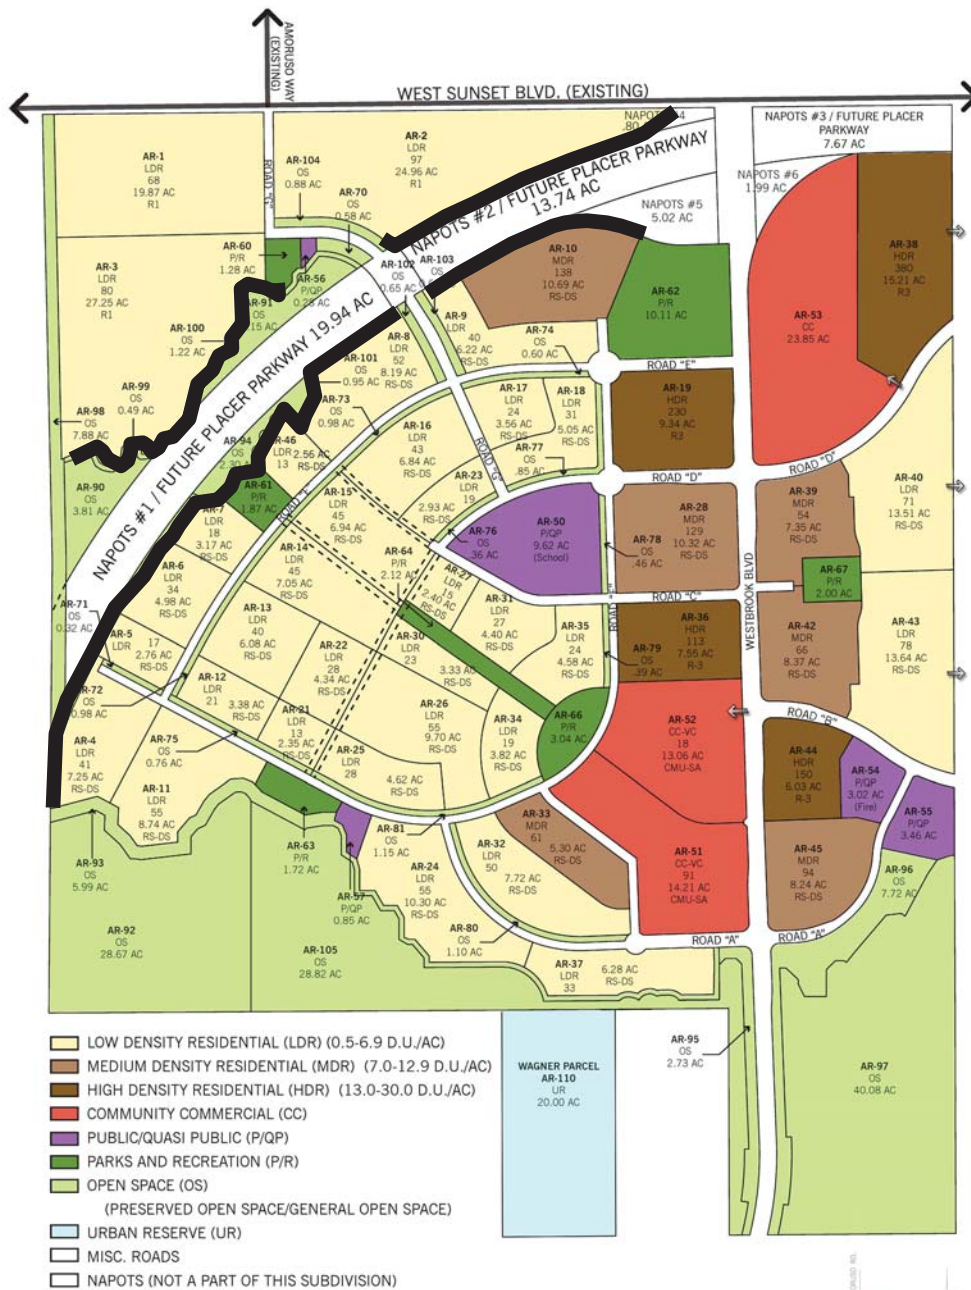 AMORUSO WAY
(EXISTING)
WEST SUNSET BLVD. (EXISTING)
AR-1
LDR
68
19.87 AC
R1
ROAD "G"
AR-104
OS
0.88 AC
AR-2
LDR
97
24.96 AC
R1
NAPOTS #2 / FUTURE PLACER PARKWAY
13.74 AC
NAPOTS #3 / FUTURE PLACER
PARKWAY
7.67 AC
NAPOTS #6
1.99 AC
NAPOTS #5
5.02 AC
AR-70
OS
0.58 AC
AR-60
P/R
1.28 AC
AR-56
P/QP
AR-3
LDR
80
27.25 AC
R1
AR-91
OS
AR-100
OS
1.22 AC
AR-99
OS
0.49 AC
AR-98
OS
7.88 AC
AR-90
OS
3.81 AC
NAPOTS #1 / FUTURE PLACER PARKWAY 19.94 AC
AR-102
OS
0.65 AC
AR-103
OS
AR-10
MDR
138
10.69 AC
RS-DS
AR-62
P/R
10.11 AC
AR-53
CC
23.85 AC
AR-38
HDR
380
15.21 AC
R3
AR-9
LDR
40
6.22 AC
RS-DS
AR-8
LDR
52
8.19 AC
RS-DS
AR-74
OS
0.60 AC
AR-101
OS
0.95 AC
AR-73
OS
0.98 AC
ROAD "E"
AR-17
LDR
24
3.56 AC
RS-DS
AR-18
LDR
31
5.05 AC
RS-DS
AR-19
HDR
230
9.34 AC
R3
AR-16
LDR
43
6.84 AC
RS-DS
AR-94
OS
AR-46
LDR
13
2.56 AC
RS-DS
AR-77
OS
.85 AC
ROAD "G"
AR-23
LDR
19
2.93 AC
RS-DS
ROAD "D"
ROAD "D"
AR-61
P/R
1.87 AC
AR-7
LDR
18
3.17 AC
RS-DS
AR-15
LDR
45
6.94 AC
RS-DS
AR-76
OS
.36 AC
AR-50
P/QP
9.62 AC
(School)
AR-28
MDR
129
10.32 AC
RS-DS
AR-78
OS
.46 AC
AR-39
MDR
54
7.35 AC
RS-DS
AR-40
LDR
71
13.51 AC
RS-DS
AR-6
LDR
34
4.98 AC
RS-DS
AR-14
LDR
45
7.05 AC
RS-DS
AR-64
P/R
2.12 AC
AR-27
LDR
15
2.40 AC
RS-DS
AR-67
P/R
2.00 AC
ROAD "C"
WESTBROOK BLVD
AR-71
OS
0.32 AC
AR-5
LDR
17
2.76 AC
RS-DS
AR-13
LDR
40
6.08 AC
RS-DS
AR-31
LDR
27
4.40 AC
RS-DS
AR-35
LDR
24
4.58 AC
RS-DS
AR-36
HDR
113
7.55 AC
R-3
AR-79
OS
.39 AC
AR-42
MDR
66
8.37 AC
RS-DS
AR-43
LDR
78
13.64 AC
RS-DS
AR-22
LDR
28
4.34 AC
RS-DS
AR-30
LDR
23
3.33 AC
RS-DS
AR-72
OS
0.98 AC
AR-12
LDR
21
3.38 AC
RS-DS
AR-21
LDR
13
2.35 AC
RS-DS
AR-26
LDR
55
9.70 AC
RS-DS
AR-34
LDR
19
3.82 AC
RS-DS
AR-66
P/R
3.04 AC
AR-52
CC-VC
18
13.06 AC
CMU-SA
ROAD "B"
AR-4
LDR
41
7.25 AC
RS-DS
AR-75
OS
0.76 AC
AR-25
LDR
28
4.62 AC
RS-DS
AR-44
HDR
150
6.03 AC
R-3
AR-54
P/QP
3.02 AC
(Fire)
AR-55
P/QP
3.46 AC
AR-11
LDR
55
8.74 AC
RS-DS
AR-33
MDR
61
5.30 AC
RS-DS
AR-81
OS
1.15 AC
AR-32
LDR
50
7.72 AC
RS-DS
AR-51
CC-VC
91
14.21 AC
CMU-SA
AR-45
MDR
94
8.24 AC
RS-DS
AR-96
OS
7.72 AC
AR-93
OS
5.99 AC
AR-63
P/R
1.72 AC
AR-24
LDR
55
10.30 AC
RS-DS
AR-57
P/QP
0.85 AC
AR-92
OS
28.67 AC
AR-105
OS
28.82 AC
AR-80
OS
1.10 AC
ROAD "A"
ROAD "A"
AR-37
LDR
33
6.28 AC
RS-DS
LOW DENSITY RESIDENTIAL (LDR) (0.5-6.9 D.U./AC)
MEDIUM DENSITY RESIDENTIAL (MDR) (7.0-12.9 D.U./AC)
HIGH DENSITY RESIDENTIAL (HDR) (13.0-30.0 D.U./AC)
COMMUNITY COMMERCIAL (CC)
PUBLIC/QUASI PUBLIC (P/QP)
PARKS AND RECREATION (P/R)
OPEN SPACE (OS)
(PRESERVED OPEN SPACE/GENERAL OPEN SPACE)
URBAN RESERVE (UR)
MISC. ROADS
NAPOTS (NOT A PART OF THIS SUBDIVISION)
WAGNER PARCEL
AR-110
UR
20.00 AC
AR-95
OS
2.73 AC
AR-97
OS
40.08 AC